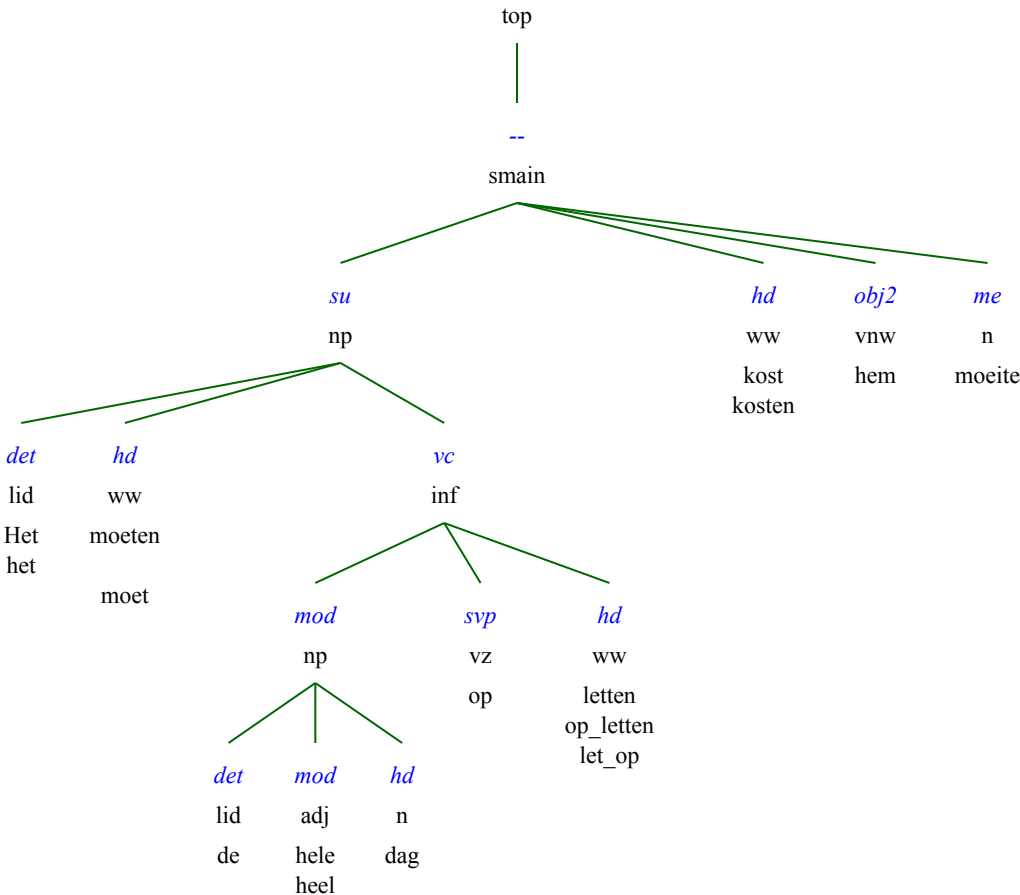 top
--
smain
su hd obj2 me
np ww vnw n
kost hem moeite
kosten
det hd vc
lid ww inf
Het moeten
het
moet
mod svp hd
np vz ww
op letten
op_letten
let_op
det mod hd
lid adj n
de hele dag
heel